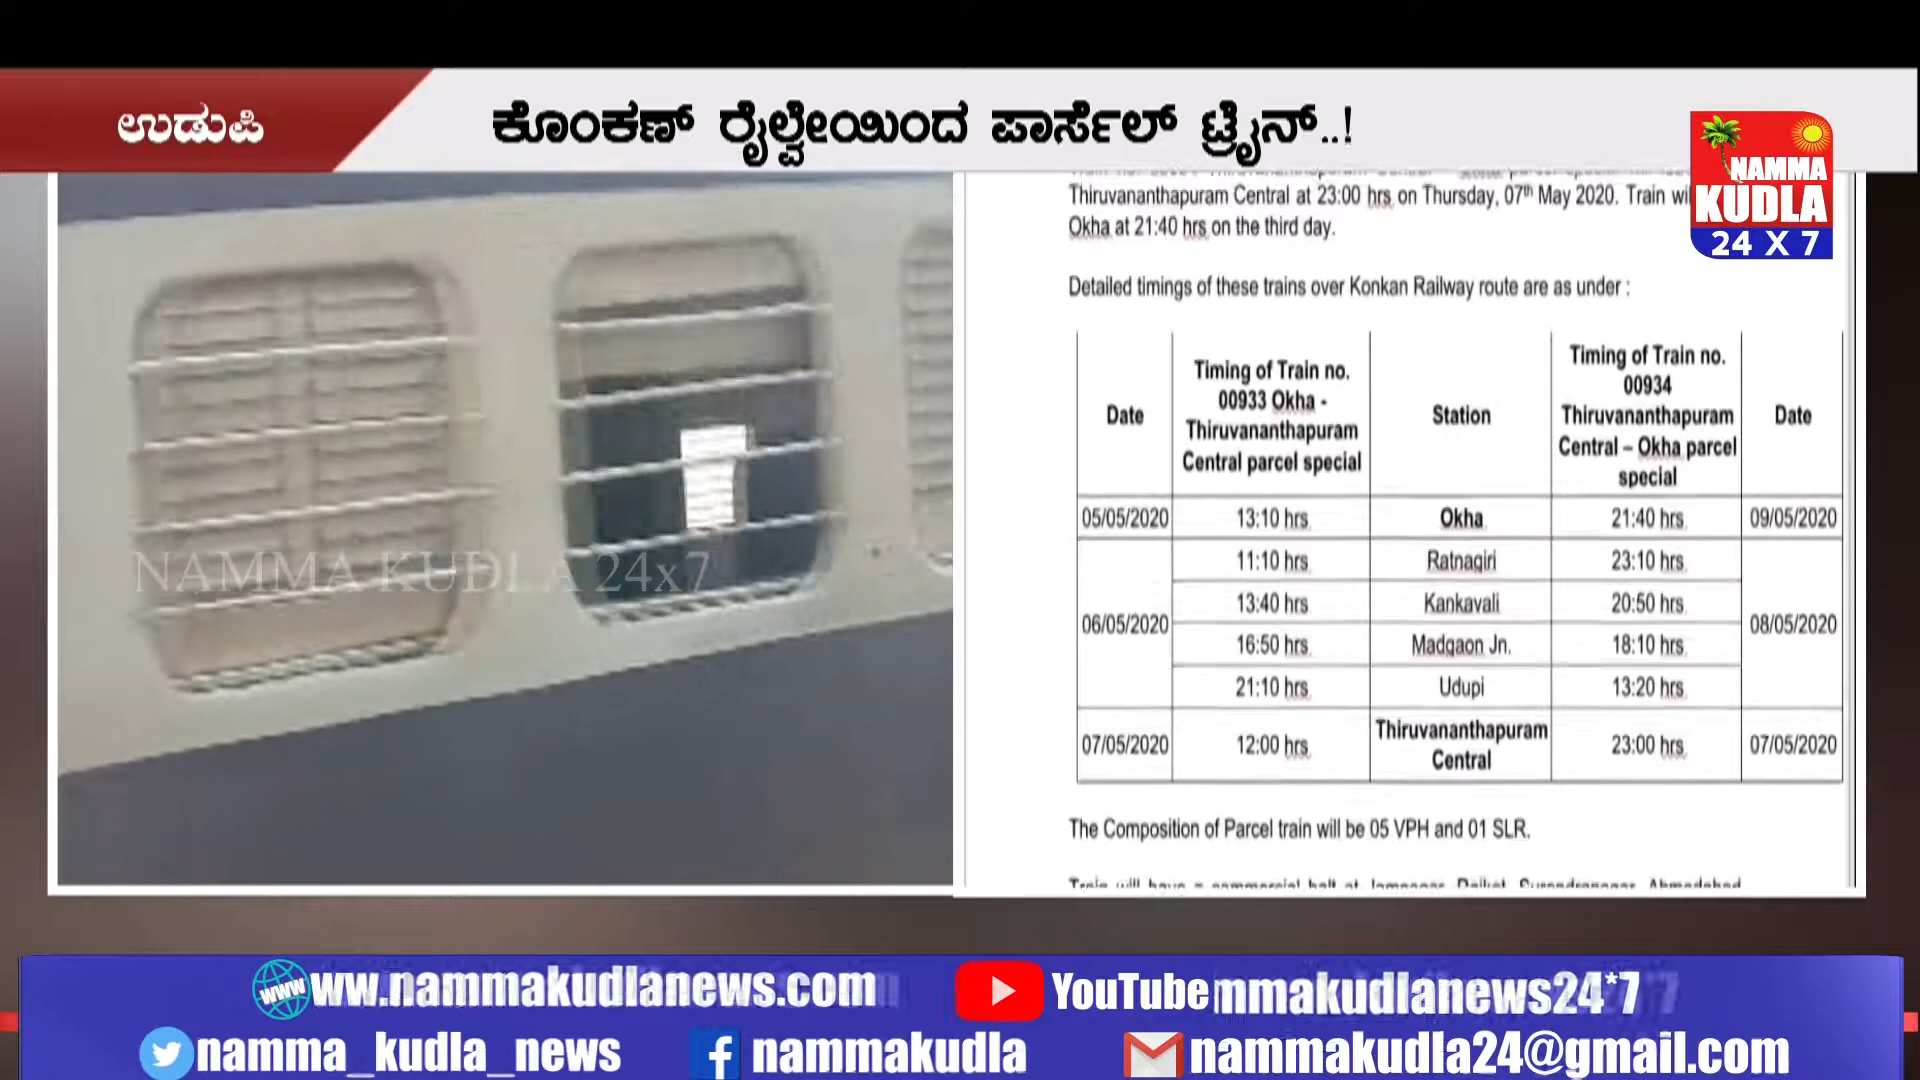 ಉಡುಪಿ
ಕೊಂಕಣ್ ರೈಲ್ವೇಯಿಂದ ಪಾರ್ಸೆಲ್ ಟ್ರೈನ್..!
NAMMA
KUDLA
24 X 7
Thiruvananthapuram Central at 23:00 hrs on Thursday, 07th May 2020. Train
Okha at 21:40 hrs on the third day.
Detailed timings of these trains over Konkan Railway route are as under :
Date
Timing of Train no.
00933 Okha -
Thiruvananthapuram
Central parcel special
Station
Timing of Train no.
00934
Thiruvananthapuram
Central – Okha parcel
special
Date
05/05/2020 13:10 hrs Okha 21:40 hrs 09/05/2020
11:10 hrs Ratnagiri 23:10 hrs
13:40 hrs Kankavali 20:50 hrs
06/05/2020 08/05/2020
16:50 hrs Madgaon Jn. 18:10 hrs
21:10 hrs Udupi 13:20 hrs
07/05/2020 12:00 hrs Thiruvananthapuram Central 23:00 hrs 07/05/2020
The Composition of Parcel train will be 05 VPH and 01 SLR.
NAMMA KUDLA 24x7
www ww.nammakudlanews.com
YouTube mmakudlanews24*7
namma_kudla_news
nammakudla
nammakudla24@gmail.com